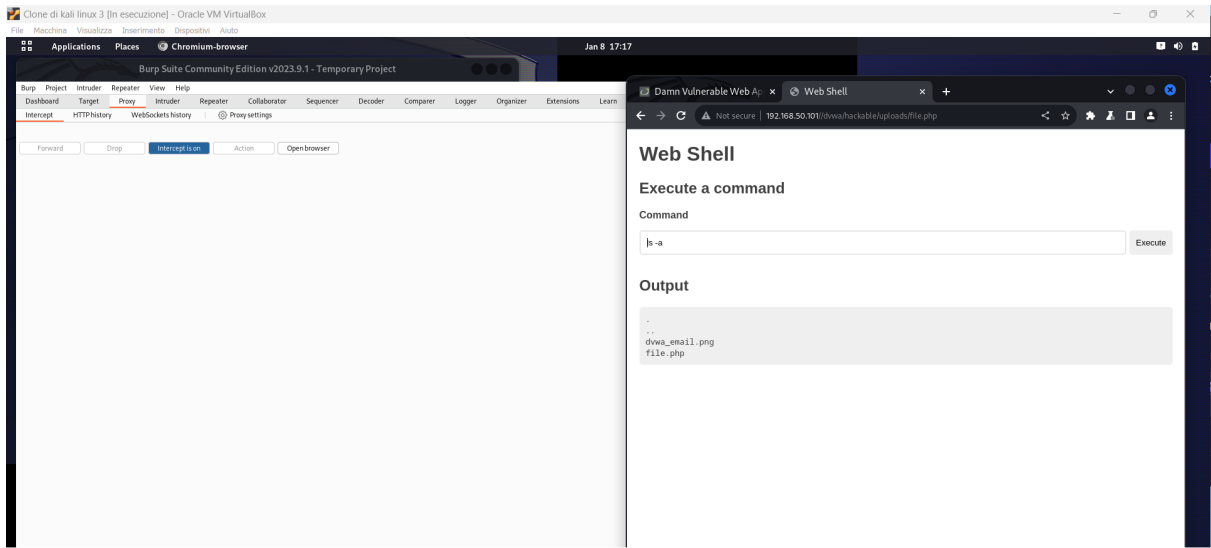 Clone di kali linux 3 [In esecuzione] - Oracle VM VirtualBox
File Macchina Visualizza Inserimento Dispositivi Aiuto
Applications Places Chromium-browser Jan 8 17:17
Burp Suite Community Edition v2023.9.1 - Temporary Project
Burp Project Intruder Repeater View Help
Dashboard Target Proxy Intruder Repeater Collaborator Sequencer Decoder Comparer Logger Organizer Extensions Learn
Intercept HTTP history WebSockets history Proxy settings
Forward Drop Intercept is on Action Open browser
Damn Vulnerable Web Ap Web Shell
Not secure 192.168.50.101//dvwa/hackable/uploads/file.php
Web Shell
Execute a command
Command
ls -a
Execute
Output
.
..
dvwa_email.png
file.php